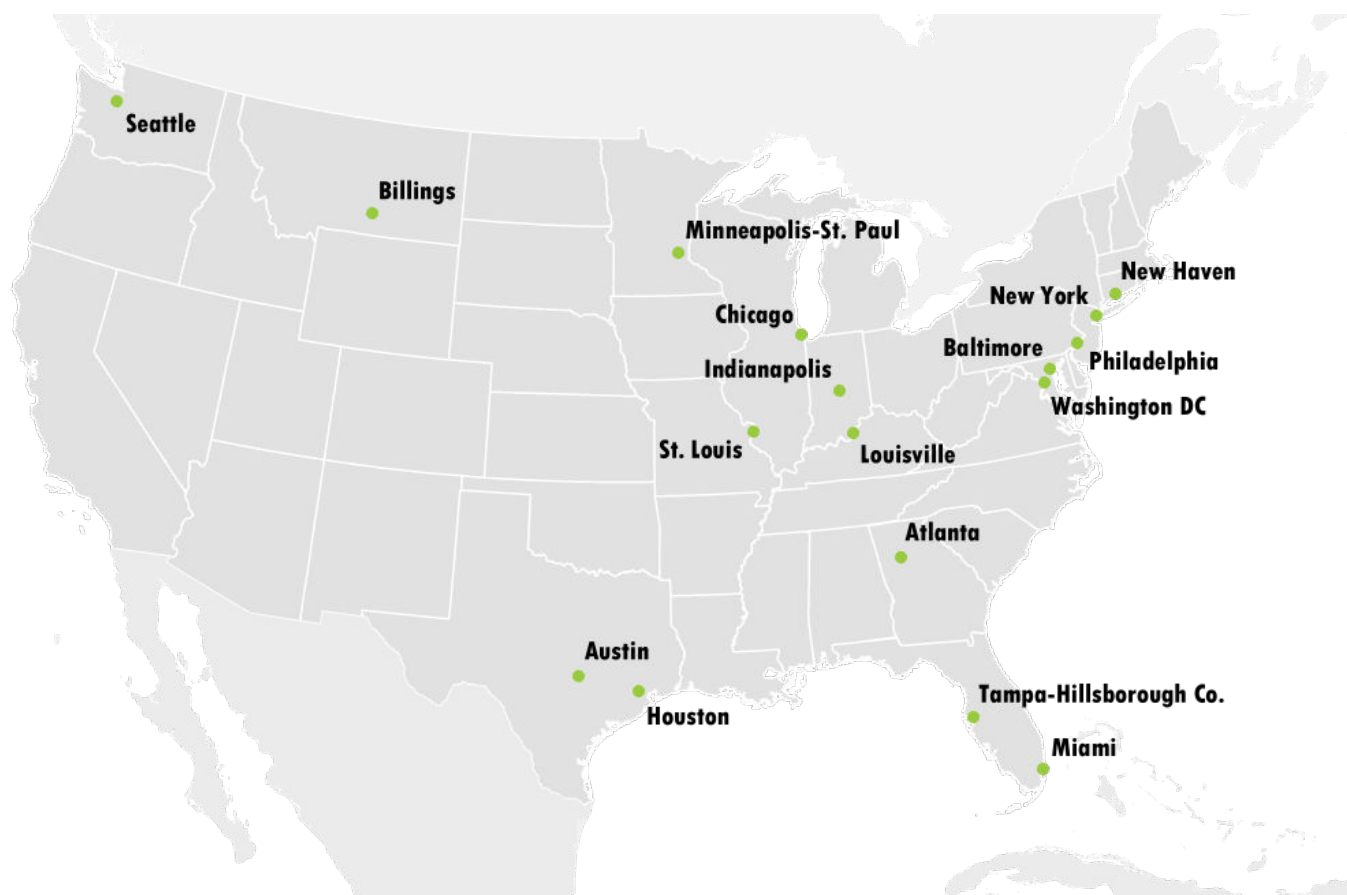 Seattle
Billings
Minneapolis-St. Paul
New Haven
New York
Chicago
Baltimore
Philadelphia
Indianapolis
Washington DC
St. Louis
Louisville
Atlanta
Austin
Tampa-Hillsborough Co.
Houston
Miami